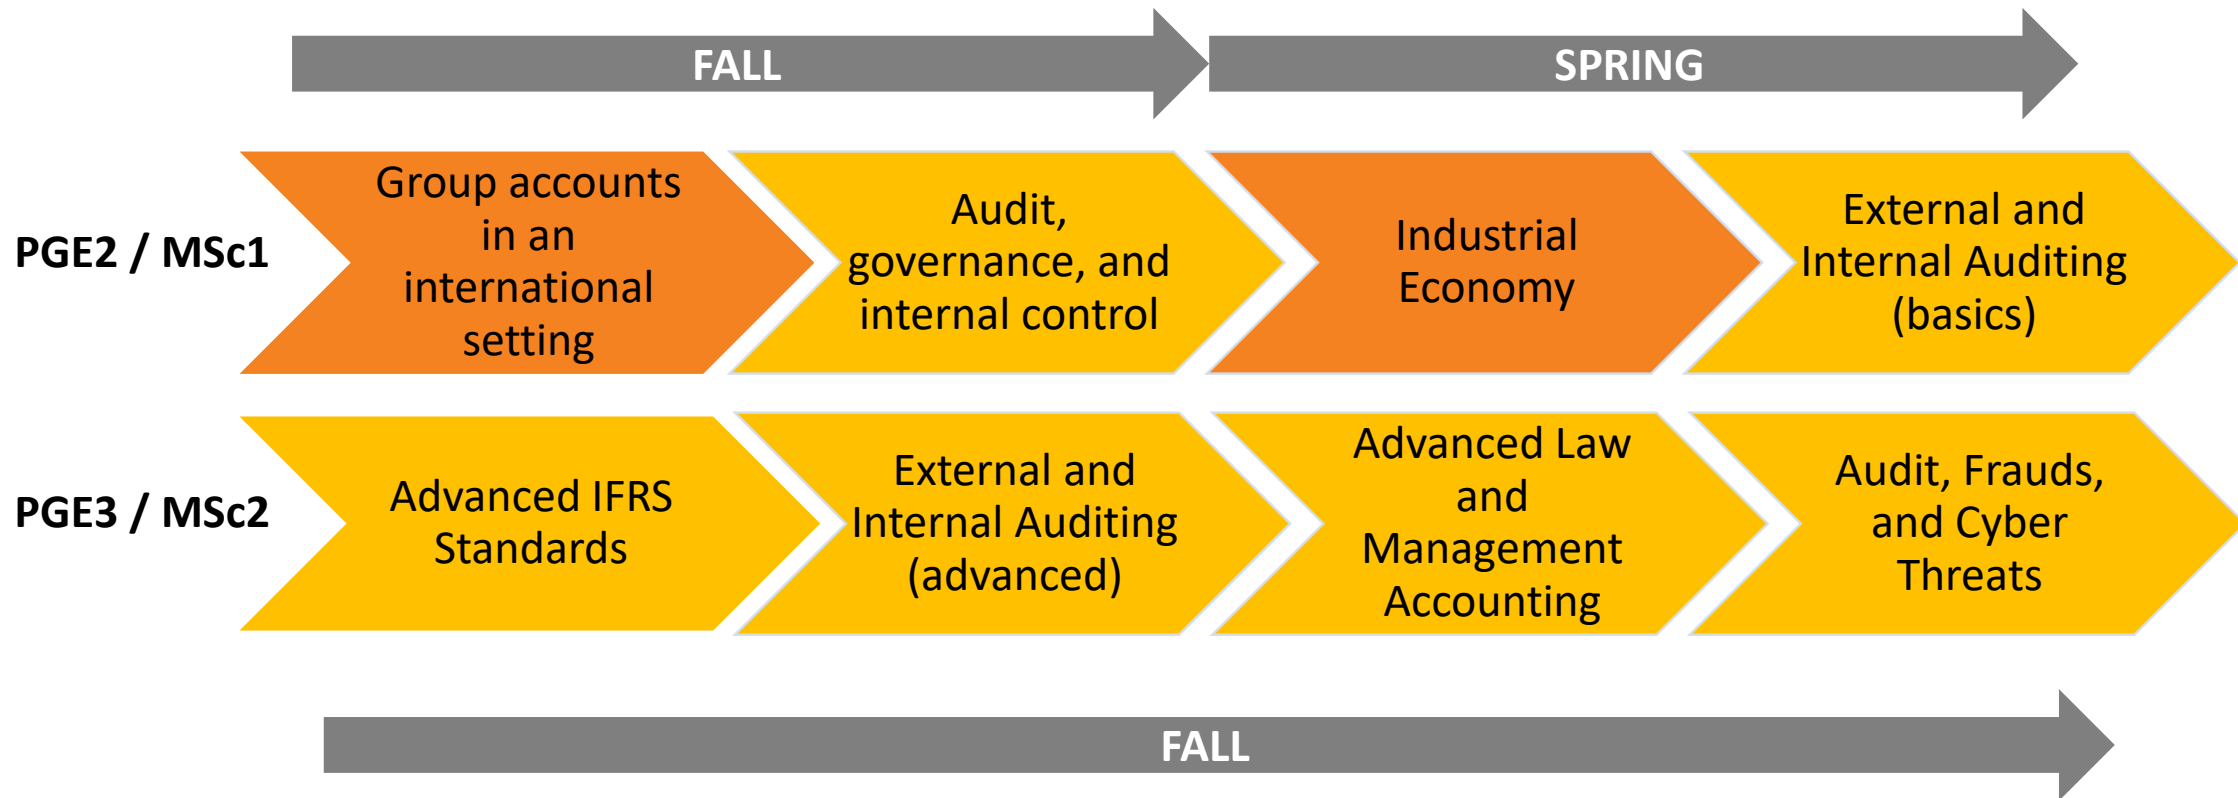 FALL
SPRING
PGE2 / MSc1
Group accounts
in an
international
setting
Audit,
governance, and
internal control
Industrial
Economy
External and
Internal Auditing
(basics)
PGE3 / MSc2
Advanced IFRS
Standards
External and
Internal Auditing
(advanced)
Advanced Law
and
Management
Accounting
Audit, Frauds,
and Cyber
Threats
FALL